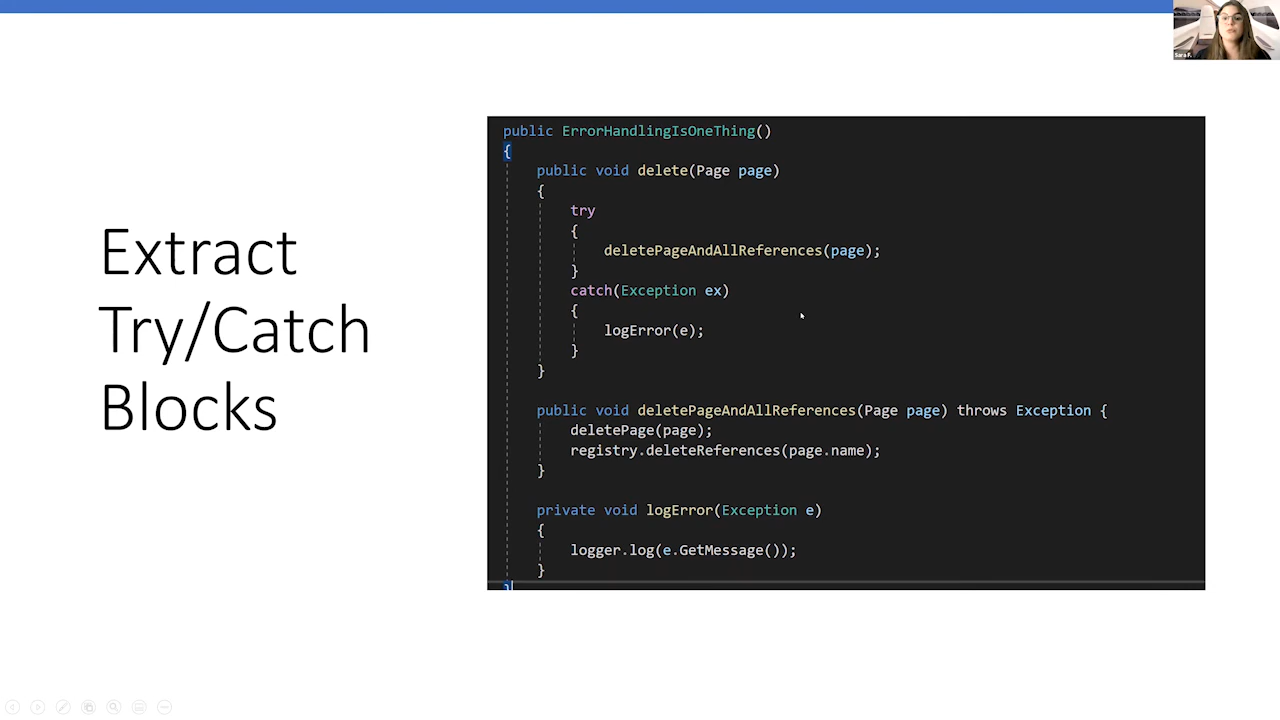 Sara F.
Extract
Try/Catch
Blocks
public ErrorHandlingIsOneThing()
{
public void delete(Page page)
{
try
{
deletePageAndAllReferences(page);
}
catch(Exception ex)
{
logError(e);
}
}
public void deletePageAndAllReferences(Page page) throws Exception {
deletePage(page);
registry.deleteReferences(page.name);
}
private void logError(Exception e)
{
logger.log(e.GetMessage());
}
}